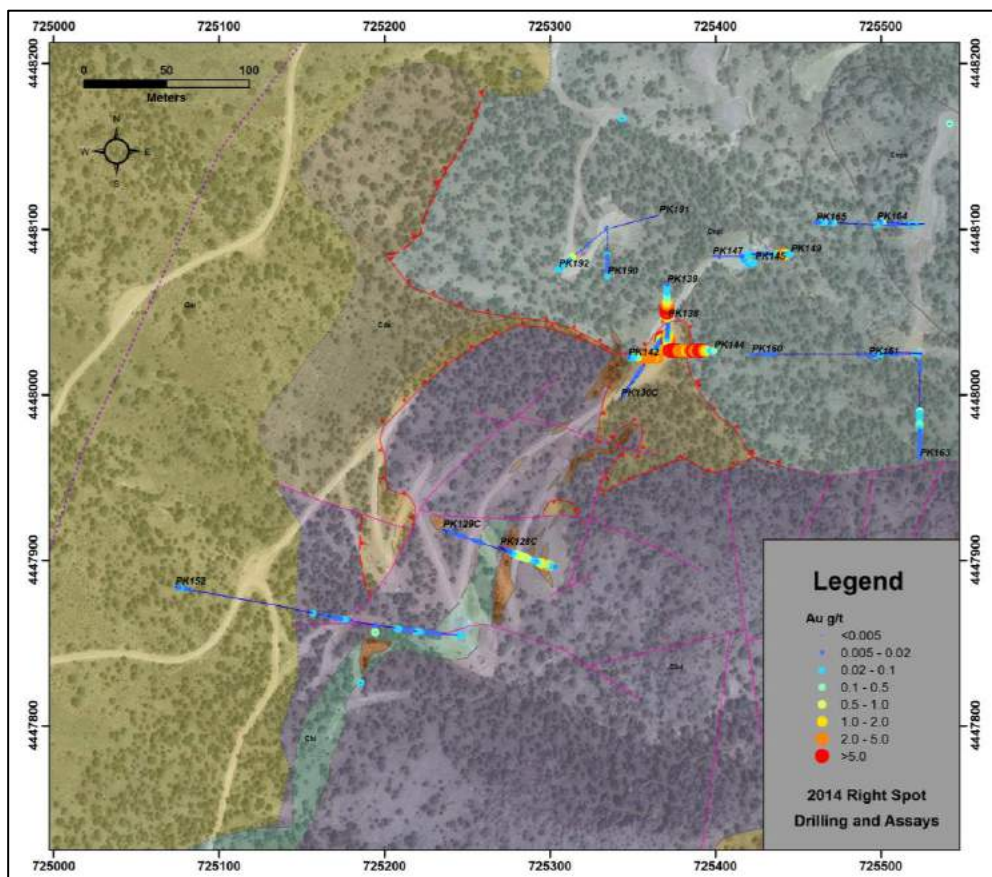 725000 725100 725200 725300 725400 725500
4448200 4448200
0 50 100
Meters
N
W E
S
PK191
PK165 PK164
4448100 4448100
PK147 PK145 PK149
PK192 PK190
PK139
PK138
PK142 PK144 PK160 PK161
4448000 4448000
PK130C
PK163
PK129C
PK128C
4447900 4447900
PK152
4447800 4447800
Legend
Au g/t
<0.005
0.005 - 0.02
0.02 - 0.1
0.1 - 0.5
0.5 - 1.0
1.0 - 2.0
2.0 - 5.0
>5.0
2014 Right Spot
Drilling and Assays
725000 725100 725200 725300 725400 725500